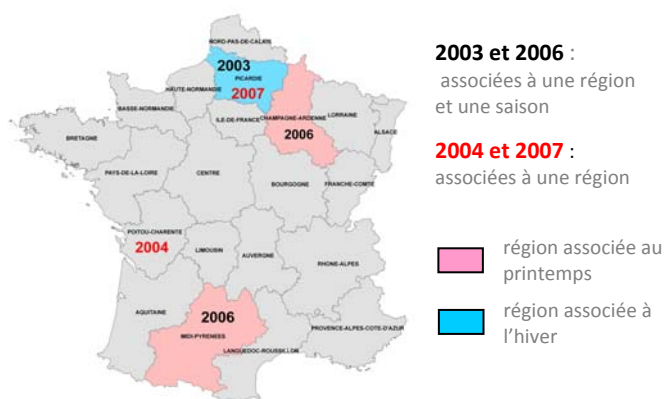 NORD-PAS-DE-CALAIS
2003
PICARDIE
2007
HAUTE-NORMANDIE
BASSE-NORMANDIE
ILE-DE-FRANCE
CHAMPAGNE-ARDENNE
2006
LORRAINE
ALSACE
BRETAGNE
PAYS-DE-LA-LOIRE
CENTRE
BOURGOGNE
FRANCHE-COMTE
POITOU-CHARENTE
2004
LIMOUSIN
AUVERGNE
RHONE-ALPES
AQUITAINE
2006
MIDI-PYRENEES
LANGUEDOC-ROUSSILLON
PROVENCE-ALPES-COTE-D'AZUR
2003 et 2006 :
associées à une région
et une saison
2004 et 2007 :
associées à une région
région associée au
printemps
région associée à
l'hiver